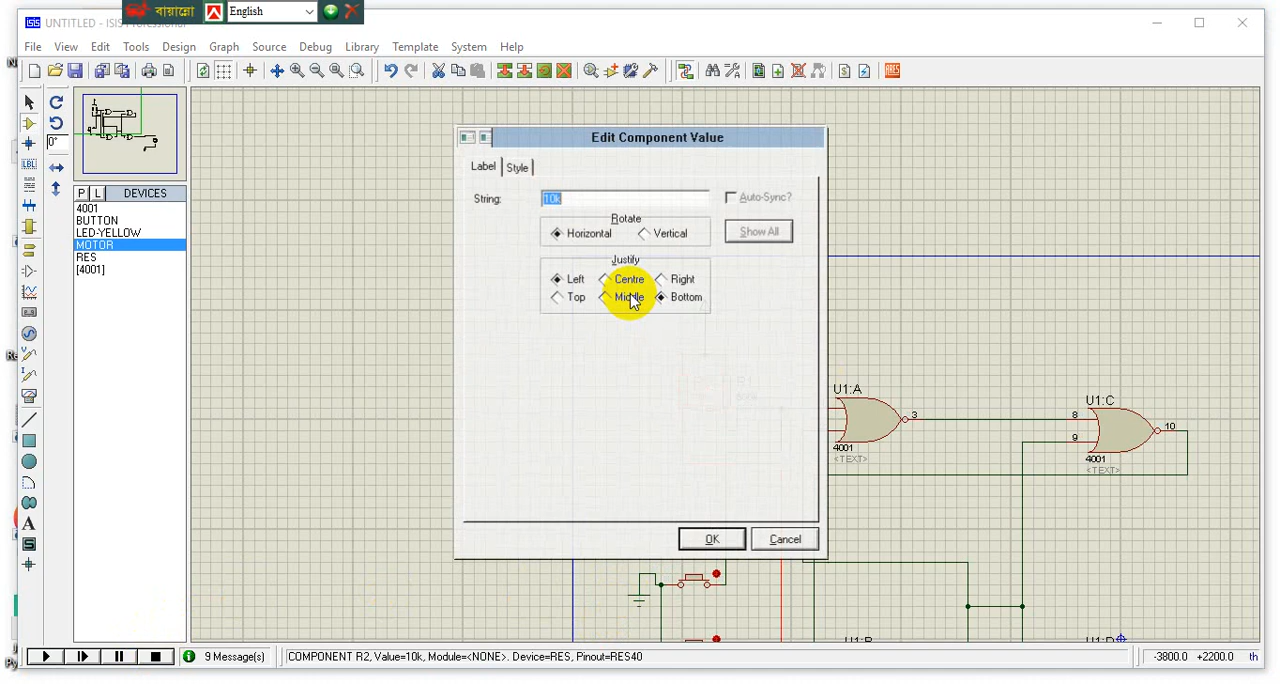 বায়ান্নো English
UNTITLED - ISIS Professional
File View Edit Tools Design Graph Source Debug Library Template System Help
Edit Component Value
Label Style
String: 10k Auto-Sync?
Rotate
Horizontal Vertical Show All
Justify
Left Centre Right
Top Middle Bottom
OK Cancel
0°
LBL
P L DEVICES
4001
BUTTON
LED-YELLOW
MOTOR
RES
[4001]
A
U1:A
3
4001
<TEXT>
U1:C
8
9
10
4001
<TEXT>
9 Message(s) COMPONENT R2, Value=10k, Module=<NONE>. Device=RES, Pinout=RES40 -3800.0 +2200.0 th